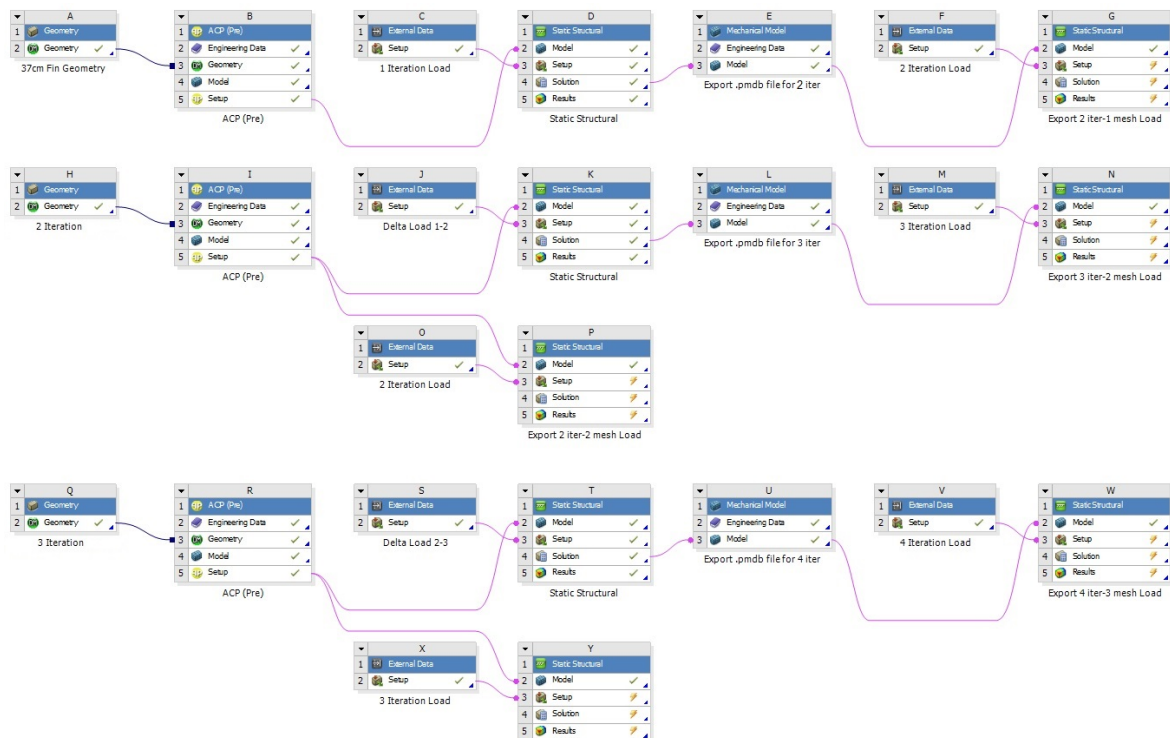 A B C D E F G
1 Geometry 1 ACP (Pre) 1 External Data 1 Static Structural 1 Mechanical Model 1 External Data 1 Static Structural
2 Geometry 2 Engineering Data 2 Setup 2 Model 2 Engineering Data 2 Setup 2 Model
37cm Fin Geometry 3 Geometry 1 Iteration Load 3 Setup 3 Model 2 Iteration Load 3 Setup
4 Model 4 Solution Export .pmdb file for 2 iter 4 Solution
5 Setup 5 Results 5 Results
ACP (Pre) Static Structural Export 2 iter-1 mesh Load
H I J K L M N
1 Geometry 1 ACP (Pre) 1 External Data 1 Static Structural 1 Mechanical Model 1 External Data 1 Static Structural
2 Geometry 2 Engineering Data 2 Setup 2 Model 2 Engineering Data 2 Setup 2 Model
2 Iteration 3 Geometry Delta Load 1-2 3 Setup 3 Model 3 Iteration Load 3 Setup
4 Model 4 Solution Export .pmdb file for 3 iter 4 Solution
5 Setup 5 Results 5 Results
ACP (Pre) Static Structural Export 3 iter-2 mesh Load
O P
1 External Data 1 Static Structural
2 Setup 2 Model
2 Iteration Load 3 Setup
4 Solution
5 Results
Export 2 iter-2 mesh Load
Q R S T U V W
1 Geometry 1 ACP (Pre) 1 External Data 1 Static Structural 1 Mechanical Model 1 External Data 1 Static Structural
2 Geometry 2 Engineering Data 2 Setup 2 Model 2 Engineering Data 2 Setup 2 Model
3 Iteration 3 Geometry Delta Load 2-3 3 Setup 3 Model 4 Iteration Load 3 Setup
4 Model 4 Solution Export .pmdb file for 4 iter 4 Solution
5 Setup 5 Results 5 Results
ACP (Pre) Static Structural Export 4 iter-3 mesh Load
X Y
1 External Data 1 Static Structural
2 Setup 2 Model
3 Iteration Load 3 Setup
4 Solution
5 Results